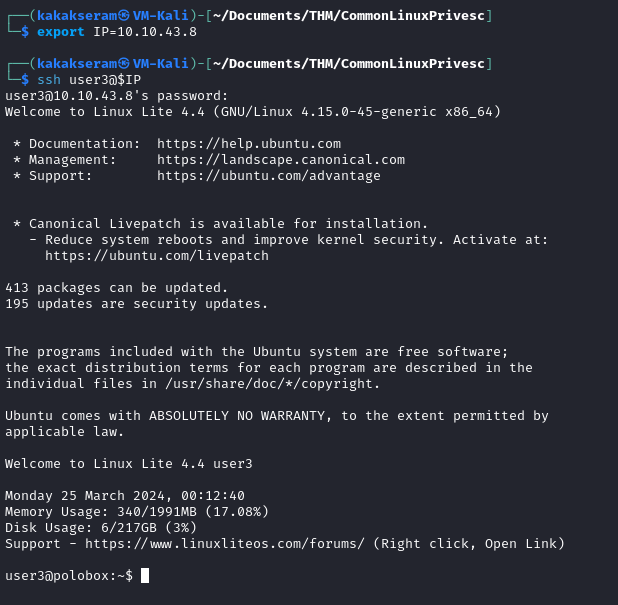 ┌──(kakakseram㉿VM-Kali)-[~/Documents/THM/CommonLinuxPrivesc]
└─$ export IP=10.10.43.8
┌──(kakakseram㉿VM-Kali)-[~/Documents/THM/CommonLinuxPrivesc]
└─$ ssh user3@$IP
user3@10.10.43.8's password:
Welcome to Linux Lite 4.4 (GNU/Linux 4.15.0-45-generic x86_64)
* Documentation:  https://help.ubuntu.com
* Management:     https://landscape.canonical.com
* Support:        https://ubuntu.com/advantage
* Canonical Livepatch is available for installation.
- Reduce system reboots and improve kernel security. Activate at:
https://ubuntu.com/livepatch
413 packages can be updated.
195 updates are security updates.
The programs included with the Ubuntu system are free software;
the exact distribution terms for each program are described in the
individual files in /usr/share/doc/*/copyright.
Ubuntu comes with ABSOLUTELY NO WARRANTY, to the extent permitted by
applicable law.
Welcome to Linux Lite 4.4 user3
Monday 25 March 2024, 00:12:40
Memory Usage: 340/1991MB (17.08%)
Disk Usage: 6/217GB (3%)
Support - https://www.linuxliteos.com/forums/ (Right click, Open Link)
user3@polobox:~$